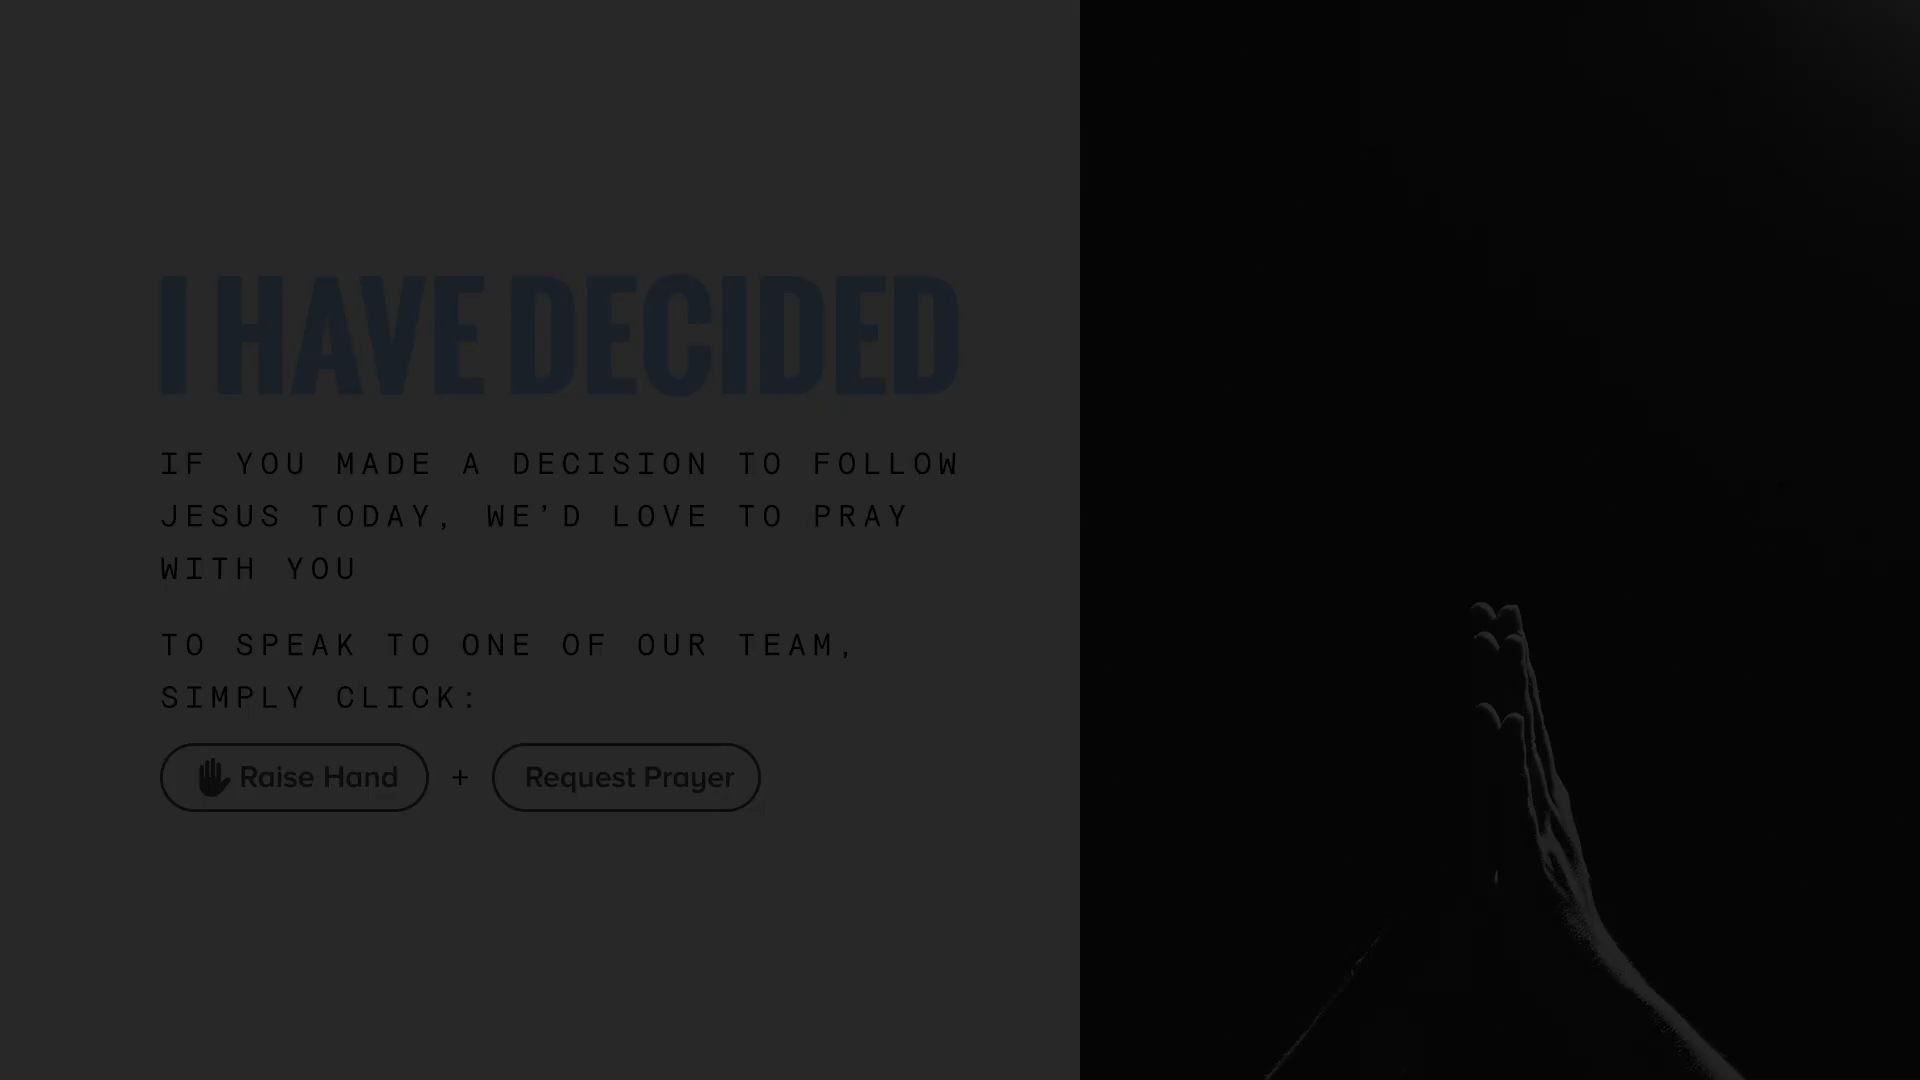 I HAVE DECIDED
IF YOU MADE A DECISION TO FOLLOW
JESUS TODAY, WE’D LOVE TO PRAY
WITH YOU
TO SPEAK TO ONE OF OUR TEAM,
SIMPLY CLICK:
Raise Hand + Request Prayer